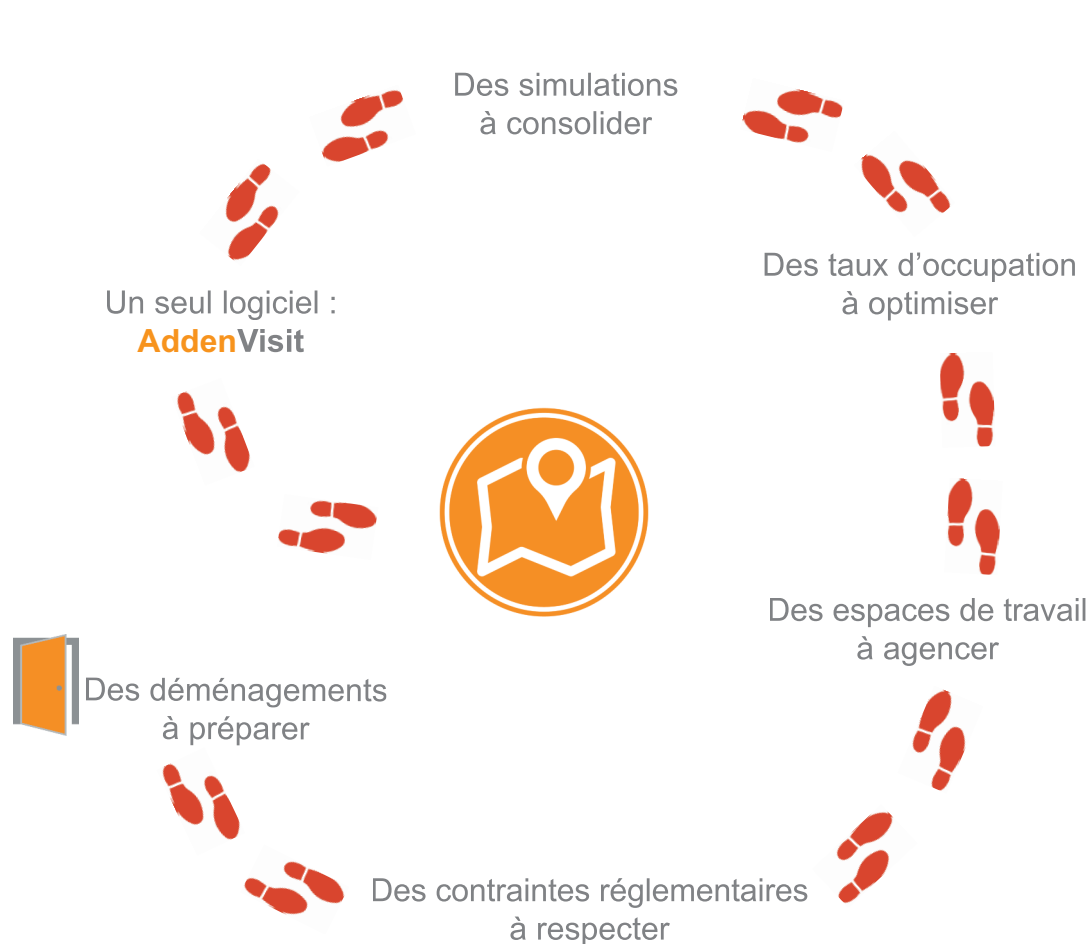 Des simulations
à consolider
Des taux d’occupation
à optimiser
Un seul logiciel :
AddenVisit
Des espaces de travail
à agencer
Des déménagements
à préparer
Des contraintes réglementaires
à respecter